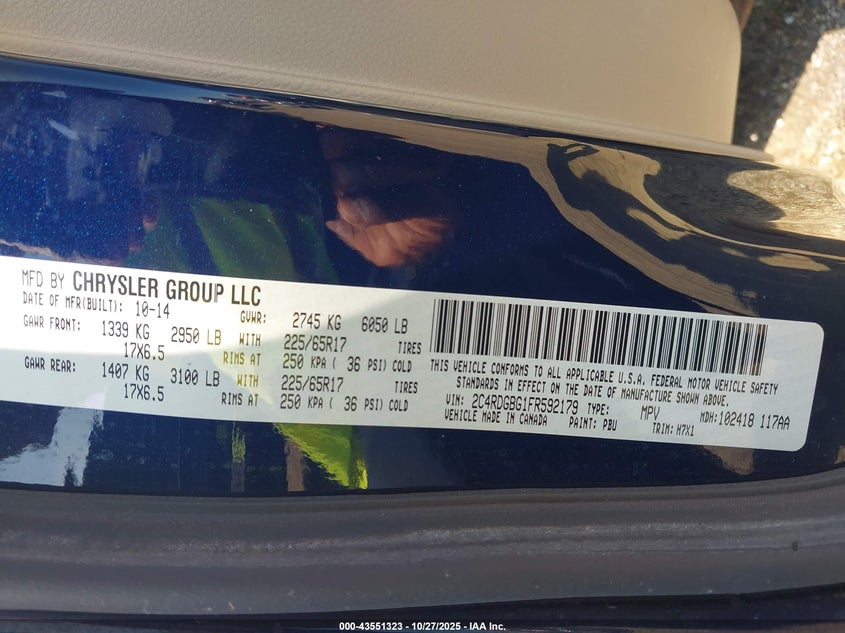 MFD BY CHRYSLER GROUP LLC
DATE OF MFR(BUILT): 10-14 GVWR: 2745 KG 6050 LB
GAWR FRONT: 1339 KG 2950 LB WITH 225/65R17 TIRES
17X6.5 RIMS AT 250 KPA ( 36 PSI) COLD
GAWR REAR: 1407 KG 3100 LB WITH 225/65R17 TIRES
17X6.5 RIMS AT 250 KPA ( 36 PSI) COLD
THIS VEHICLE CONFORMS TO ALL APPLICABLE U.S.A. FEDERAL MOTOR VEHICLE SAFETY
STANDARDS IN EFFECT ON THE DATE OF MANUFACTURE SHOWN ABOVE.
VIN: 2C4RDGBG1FR592179 TYPE: MPV MDH: 102418 117AA
VEHICLE MADE IN CANADA PAINT: PBU TRIM: H7X1
000-43551323 - 10/27/2025 - IAA Inc.